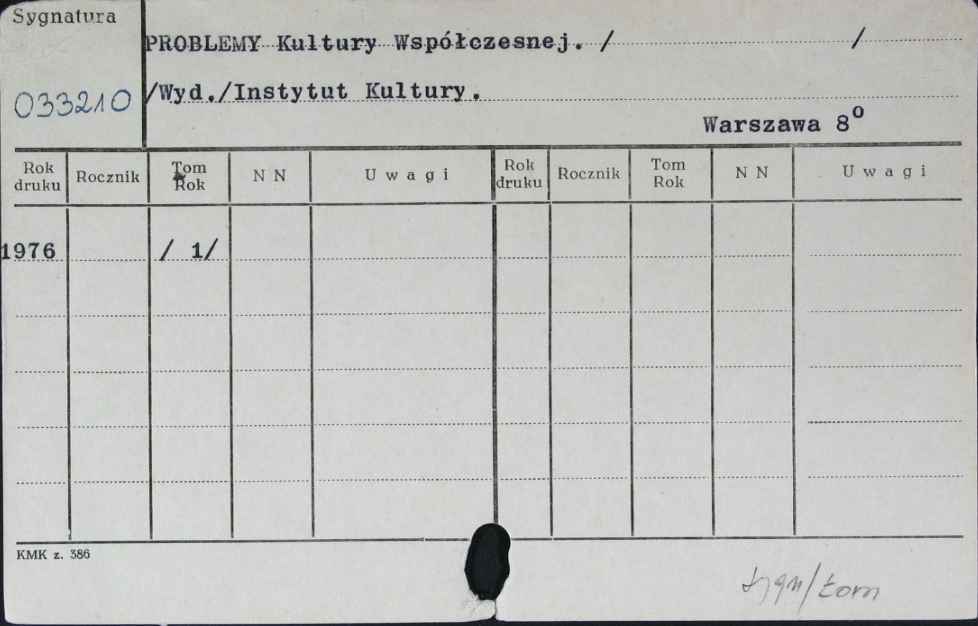 Sygnatura
PROBLEMY Kultury Współczesnej. / /
033210
/Wyd./Instytut Kultury.
Warszawa 8°
Rok druku Rocznik Tom Rok N N U w a g i Rok druku Rocznik Tom Rok N N U w a g i
1976 / 1/
KMK z. 386